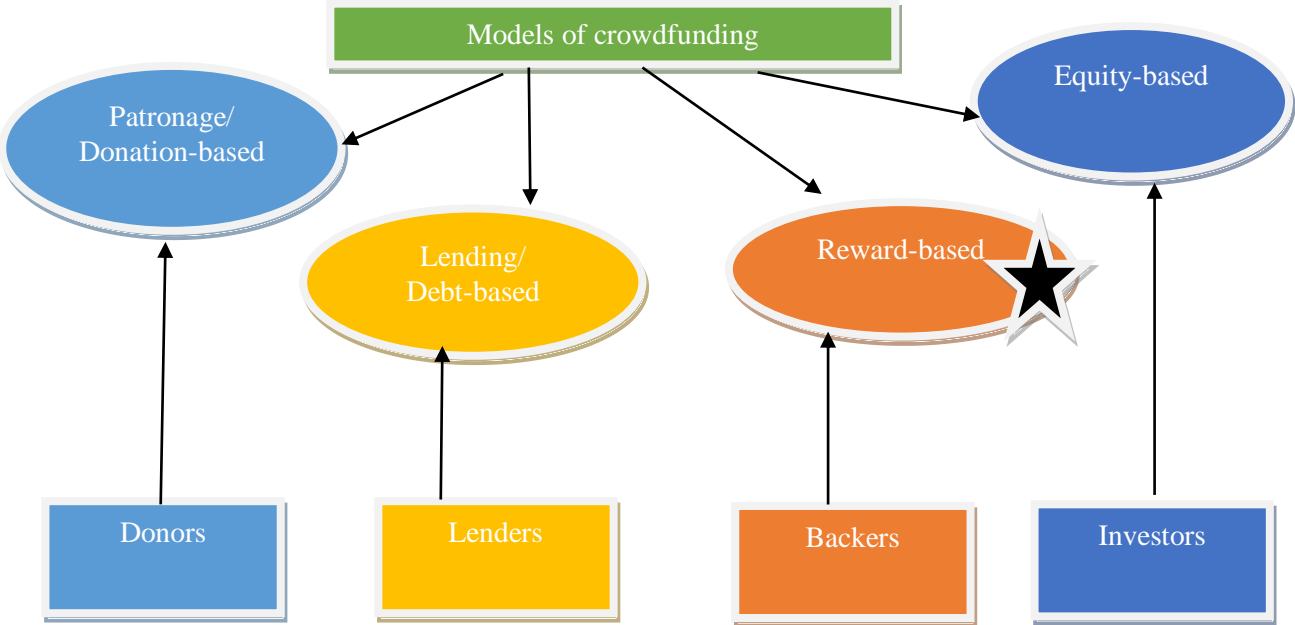 Models of crowdfunding
Equity-based
Patronage/
Donation-based
Lending/
Debt-based
Reward-based
Donors
Lenders
Backers
Investors